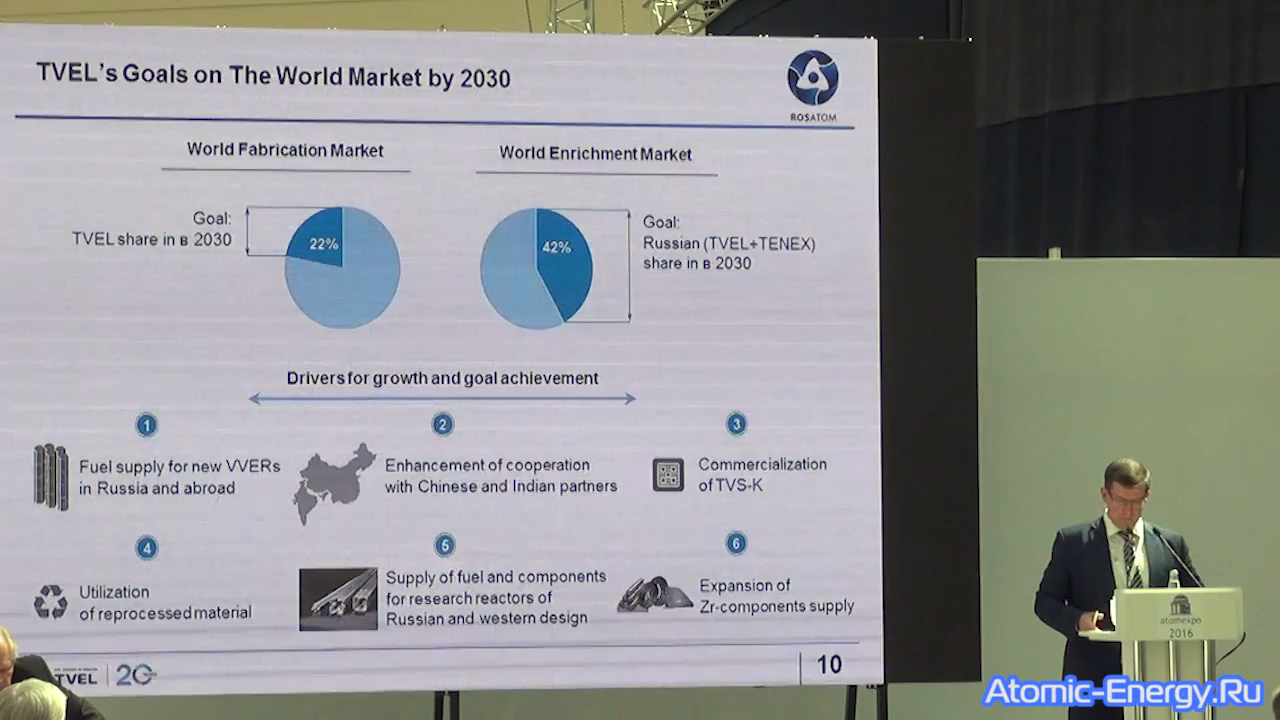 TVEL's Goals on The World Market by 2030
ROSATOM
World Fabrication Market
World Enrichment Market
Goal:
TVEL share in в 2030
22%
42%
Goal:
Russian (TVEL+TENEX)
share in в 2030
Drivers for growth and goal achievement
1
Fuel supply for new VVERs
in Russia and abroad
2
Enhancement of cooperation
with Chinese and Indian partners
3
Commercialization
of TVS-K
4
Utilization
of reprocessed material
5
Supply of fuel and components
for research reactors of
Russian and western design
6
Expansion of
Zr-components supply
TVEL
20
10
atomexpo
2016
Atomic-Energy.Ru